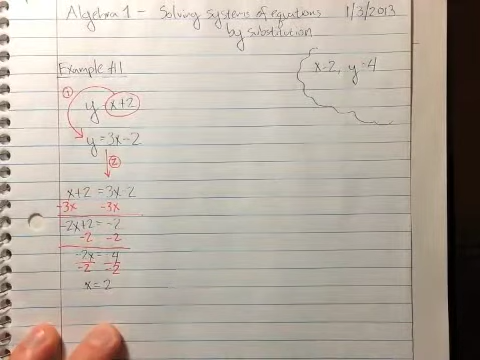 Algebra 1 - Solving systems of equations 1/3/2013
by substitution
Example #1
x=2, y=4
①
y x+2
y=3x-2
②
x+2=3x-2
-3x -3x
-2x+2=-2
-2 -2
-2x=-4
-2 -2
x=2